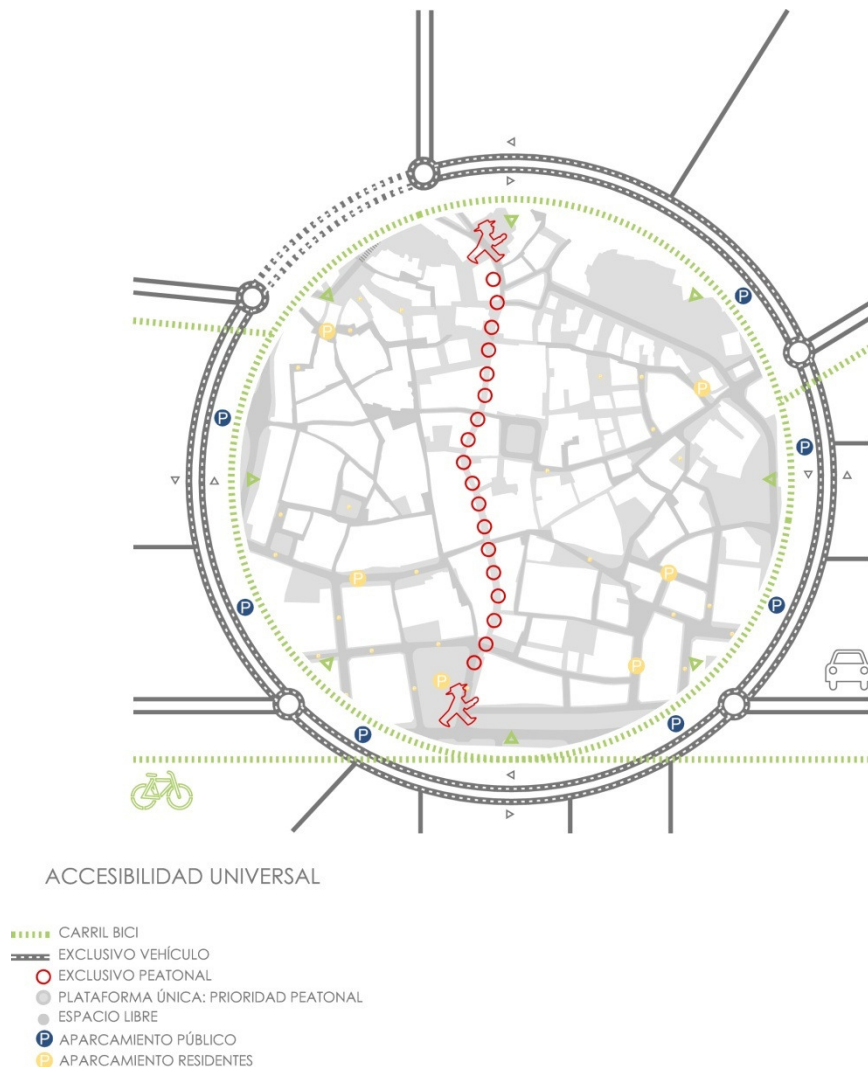 P
P
P
P
P
P
P
P
P
P
P
P
P
ACCESIBILIDAD UNIVERSAL
CARRIL BICI
EXCLUSIVO VEHÍCULO
EXCLUSIVO PEATONAL
PLATAFORMA ÚNICA: PRIORIDAD PEATONAL
ESPACIO LIBRE
P APARCAMIENTO PÚBLICO
P APARCAMIENTO RESIDENTES